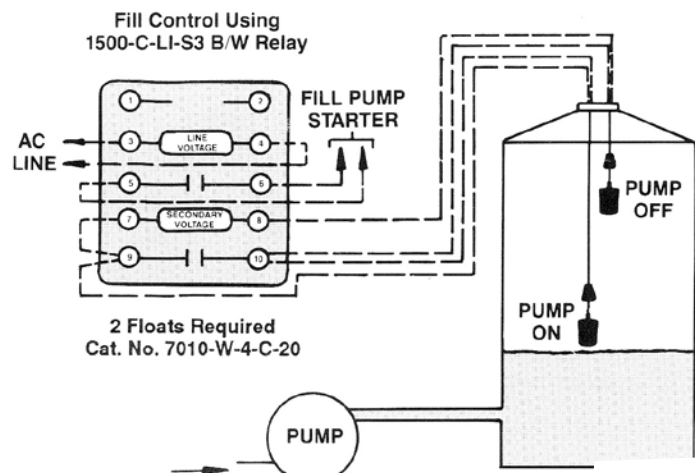 Fill Control Using
1500-C-LI-S3 B/W Relay
1
2
3
LINE
VOLTAGE
4
5
6
7
SECONDARY
VOLTAGE
8
9
10
AC
LINE
FILL PUMP
STARTER
PUMP
OFF
PUMP
ON
2 Floats Required
Cat. No. 7010-W-4-C-20
PUMP